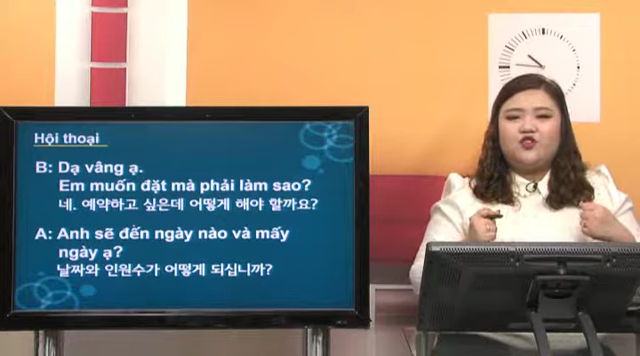 Hội thoại
B: Dạ vâng ạ.
Em muốn đặt mà phải làm sao?
네. 예약하고 싶은데 어떻게 해야 할까요?
A: Anh sẽ đến ngày nào và mấy
ngày ạ?
날짜와 인원수가 어떻게 되십니까?